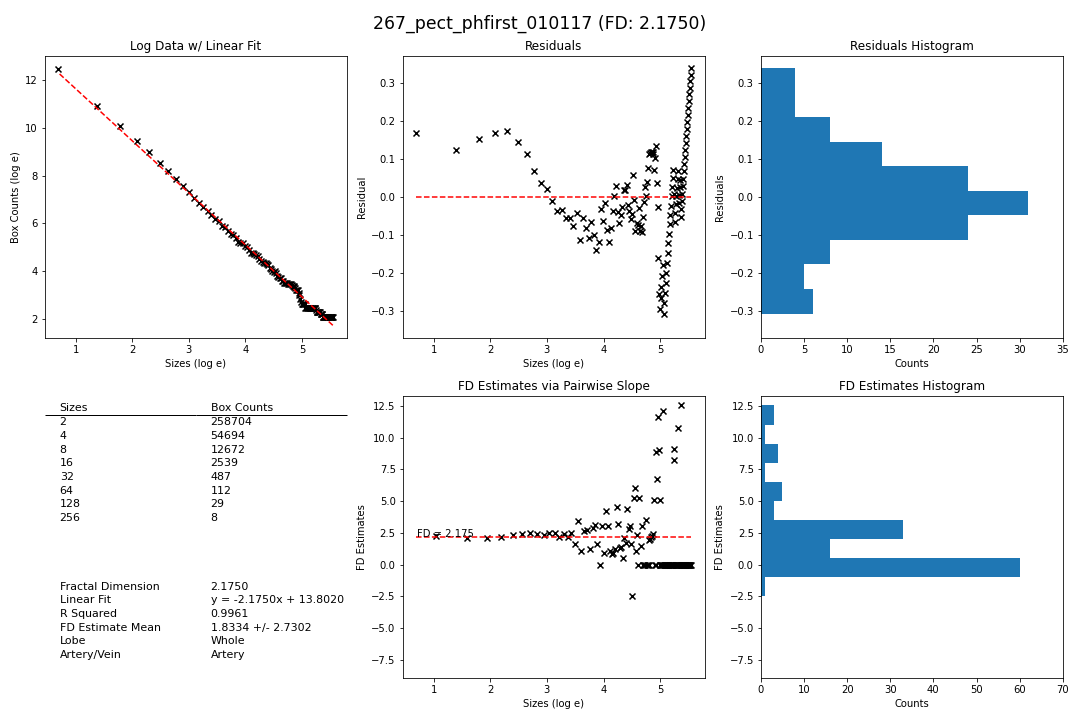 267_pect_phfirst_010117 (FD: 2.1750)
Log Data w/ Linear Fit
Box Counts (log e)
12
10
8
6
4
2
1 2 3 4 5
Sizes (log e)
Residuals
Residual
0.3
0.2
0.1
0.0
−0.1
−0.2
−0.3
1 2 3 4 5
Sizes (log e)
Residuals Histogram
Residuals
0.3
0.2
0.1
0.0
−0.1
−0.2
−0.3
0 5 10 15 20 25 30 35
Counts
Sizes Box Counts
2 258704
4 54694
8 12672
16 2539
32 487
64 112
128 29
256 8
Fractal Dimension 2.1750
Linear Fit y = -2.1750x + 13.8020
R Squared 0.9961
FD Estimate Mean 1.8334 +/- 2.7302
Lobe Whole
Artery/Vein Artery
FD Estimates via Pairwise Slope
FD Estimates
12.5
10.0
7.5
5.0
2.5
0.0
−2.5
−5.0
−7.5
FD = 2.175
1 2 3 4 5
Sizes (log e)
FD Estimates Histogram
FD Estimates
12.5
10.0
7.5
5.0
2.5
0.0
−2.5
−5.0
−7.5
0 10 20 30 40 50 60 70
Counts